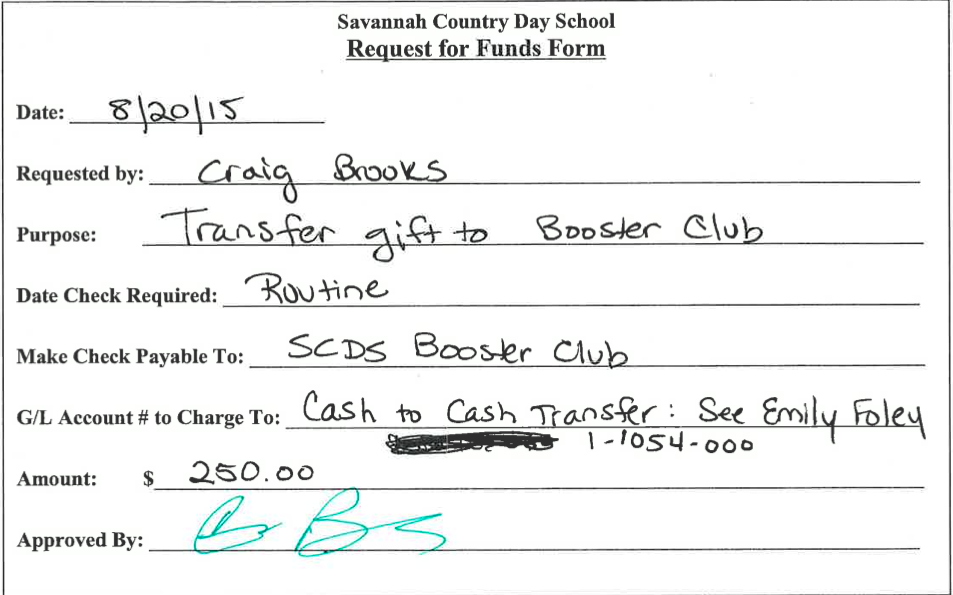 Savannah Country Day School
Request for Funds Form
Date: 8/20/15
Requested by: Craig Brooks
Purpose: Transfer gift to Booster Club
Date Check Required: Routine
Make Check Payable To: SCDS Booster Club
G/L Account # to Charge To: Cash to Cash Transfer: See Emily Foley
1-1054-000
Amount: $ 250.00
Approved By: